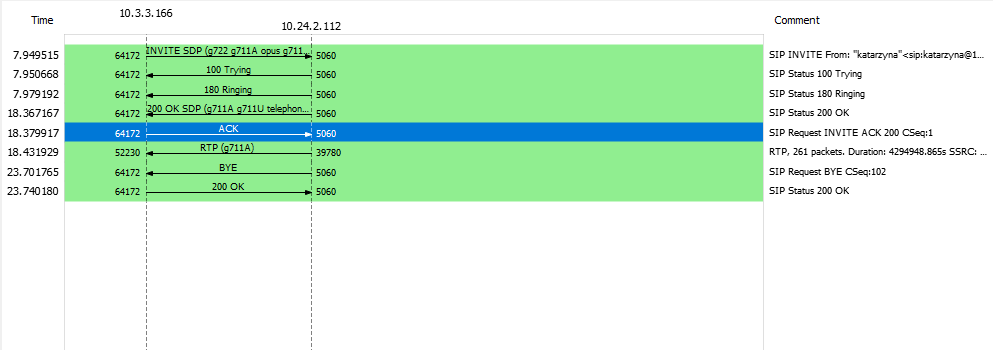 Time 10.3.3.166 10.24.2.112 Comment
7.949515 64172 INVITE SDP (g722 g711A opus g711... 5060 SIP INVITE From: "katarzyna"<sip:katarzyna@1...
7.950668 64172 100 Trying 5060 SIP Status 100 Trying
7.979192 64172 180 Ringing 5060 SIP Status 180 Ringing
18.367167 64172 200 OK SDP (g711A g711U telephon... 5060 SIP Status 200 OK
18.379917 64172 ACK 5060 SIP Request INVITE ACK 200 CSeq:1
18.431929 52230 RTP (g711A) 39780 RTP, 261 packets. Duration: 4294948.865s SSRC: ...
23.701765 64172 BYE 5060 SIP Request BYE CSeq:102
23.740180 64172 200 OK 5060 SIP Status 200 OK